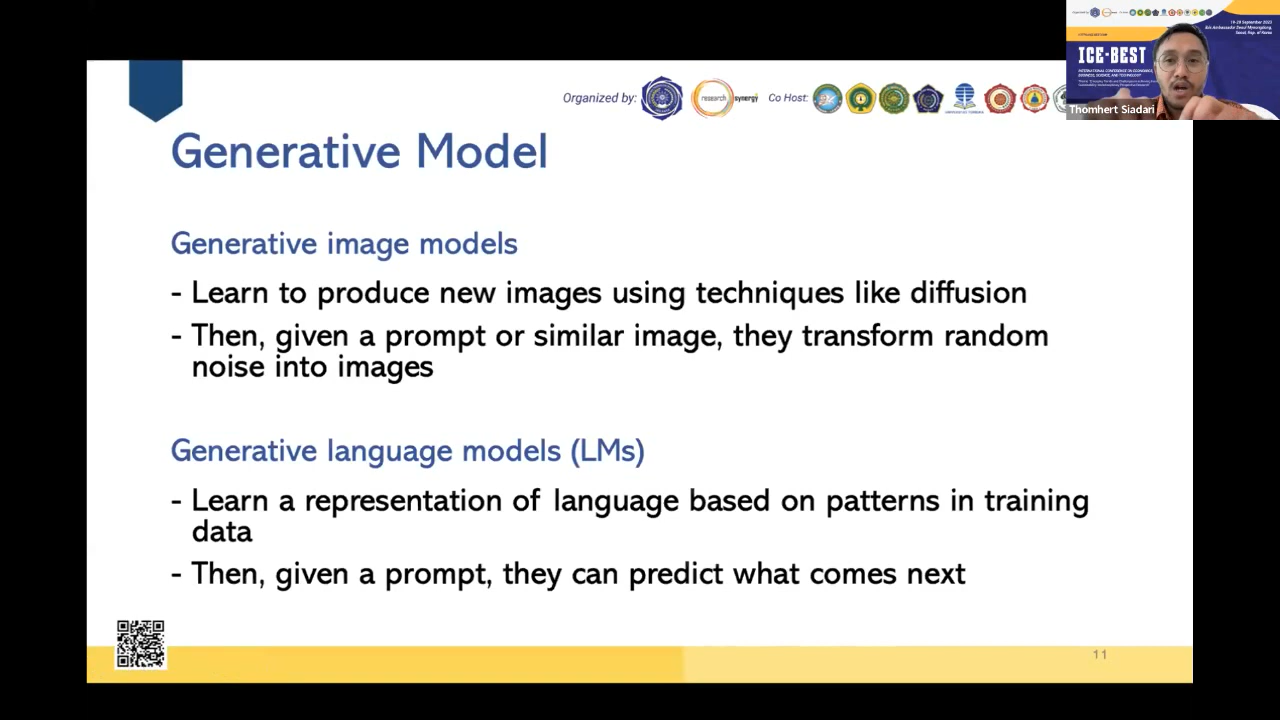 Organized by:
research synergy
Co Host:
Generative Model
Generative image models
- Learn to produce new images using techniques like diffusion
- Then, given a prompt or similar image, they transform random
noise into images
Generative language models (LMs)
- Learn a representation of language based on patterns in training
data
- Then, given a prompt, they can predict what comes next
11
ICE-BEST
Thomhert Siadari